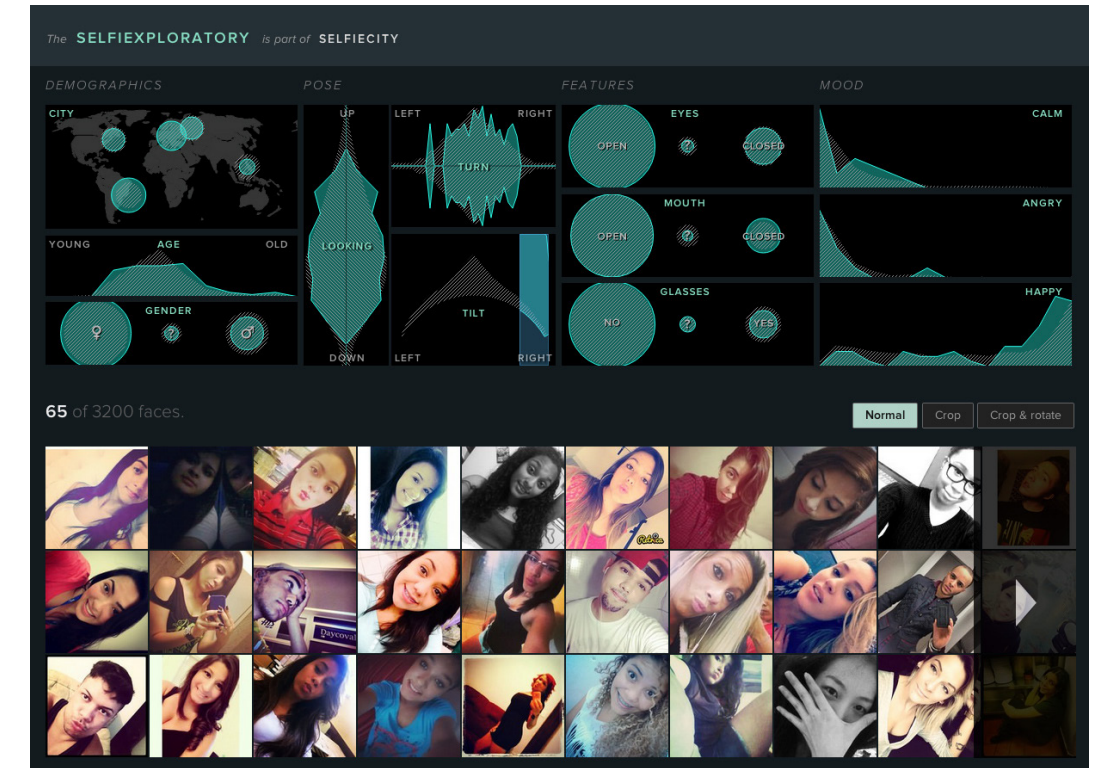 The SELFIEXPLORATORY is part of SELFIECITY
DEMOGRAPHICS
POSE
FEATURES
MOOD
CITY
YOUNG AGE OLD
GENDER
♀ ? ♂
UP
LOOKING
DOWN
LEFT RIGHT
TURN
TILT
LEFT RIGHT
EYES
OPEN ? CLOSED
MOUTH
OPEN ? CLOSED
GLASSES
NO ? YES
CALM
ANGRY
HAPPY
65 of 3200 faces.
Normal Crop Crop & rotate
Daycoval